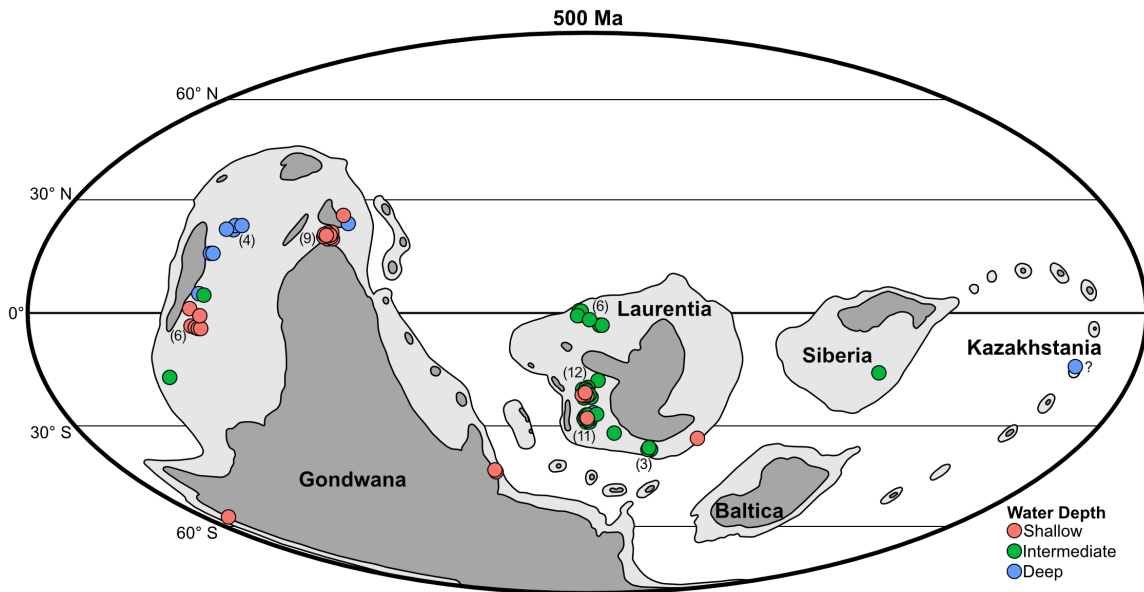 500 Ma
60° N
30° N
(4)
(9)
0°
(6)
Laurentia
(6)
Siberia
Kazakhstania
?
(12)
30° S
(11)
(3)
Gondwana
Baltica
60° S
Water Depth
Shallow
Intermediate
Deep